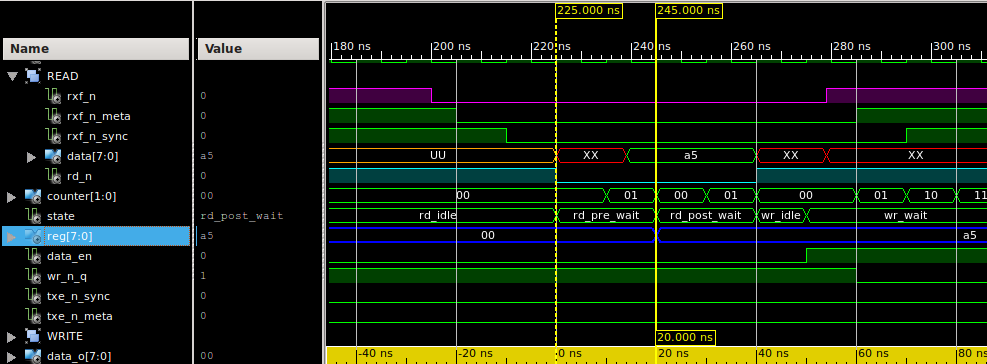 225.000 ns 245.000 ns
Name Value
180 ns 200 ns 220 ns 240 ns 260 ns 280 ns 300 ns
READ
rxf_n 0
rxf_n_meta 0
rxf_n_sync 0
data[7:0] a5 UU XX a5 XX XX
rd_n 0
counter[1:0] 00 00 01 00 01 00 01 10 11
state rd_post_wait rd_idle rd_pre_wait rd_post_wait wr_idle wr_wait
reg[7:0] a5 00 a5
data_en 0
wr_n_q 1
txe_n_sync 0
txe_n_meta 0
WRITE 20.000 ns
data_o[7:0] 00 -40 ns -20 ns 0 ns 20 ns 40 ns 60 ns 80 ns